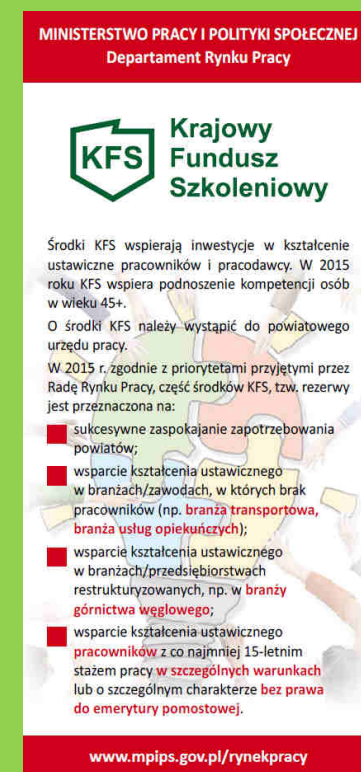 MINISTERSTWO PRACY I POLITYKI SPOŁECZNEJ
Departament Rynku Pracy
KFS
Krajowy
Fundusz
Szkoleniowy
Środki KFS wspierają inwestycje w kształcenie
ustawiczne pracowników i pracodawcy. W 2015
roku KFS wspiera podnoszenie kompetencji osób
w wieku 45+.
O środki KFS należy wystąpić do powiatowego
urzędu pracy.
W 2015 r. zgodnie z priorytetami przyjętymi przez
Radę Rynku Pracy, część środków KFS, tzw. rezerwy
jest przeznaczona na:
sukcesywne zaspokajanie zapotrzebowania
powiatów;
wsparcie kształcenia ustawicznego
w branżach/zawodach, w których brak
pracowników (np. branża transportowa,
branża usług opiekuńczych);
wsparcie kształcenia ustawicznego
w branżach/przedsiębiorstwach
restrukturyzowanych, np. w branży
górnictwa węglowego;
wsparcie kształcenia ustawicznego
pracowników z co najmniej 15-letnim
stażem pracy w szczególnych warunkach
lub o szczególnym charakterze bez prawa
do emerytury pomostowej.
www.mpips.gov.pl/rynekpracy